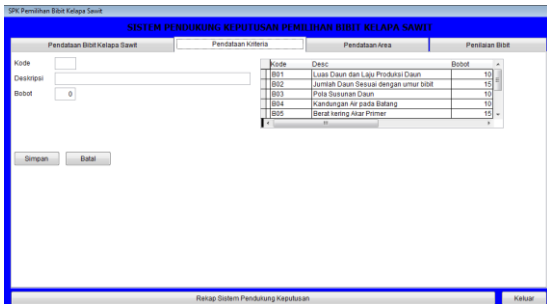 SPK Pemilihan Bibit Kelapa Sawit
SISTEM PENDUKUNG KEPUTUSAN PEMILIHAN BIBIT KELAPA SAWIT
Pendataan Bibit Kelapa Sawit Pendataan Kriteria Pendataan Area Penilaian Bibit
Kode
Deskripsi
Bobot 0
Kode Desc Bobot
B01 Luas Daun dan Laju Produksi Daun 10
B02 Jumlah Daun Sesuai dengan umur bibit 15
B03 Pola Susunan Daun 10
B04 Kandungan Air pada Batang 10
B05 Berat kering Akar Primer 15
Simpan Batal
Rekap Sistem Pendukung Keputusan Keluar